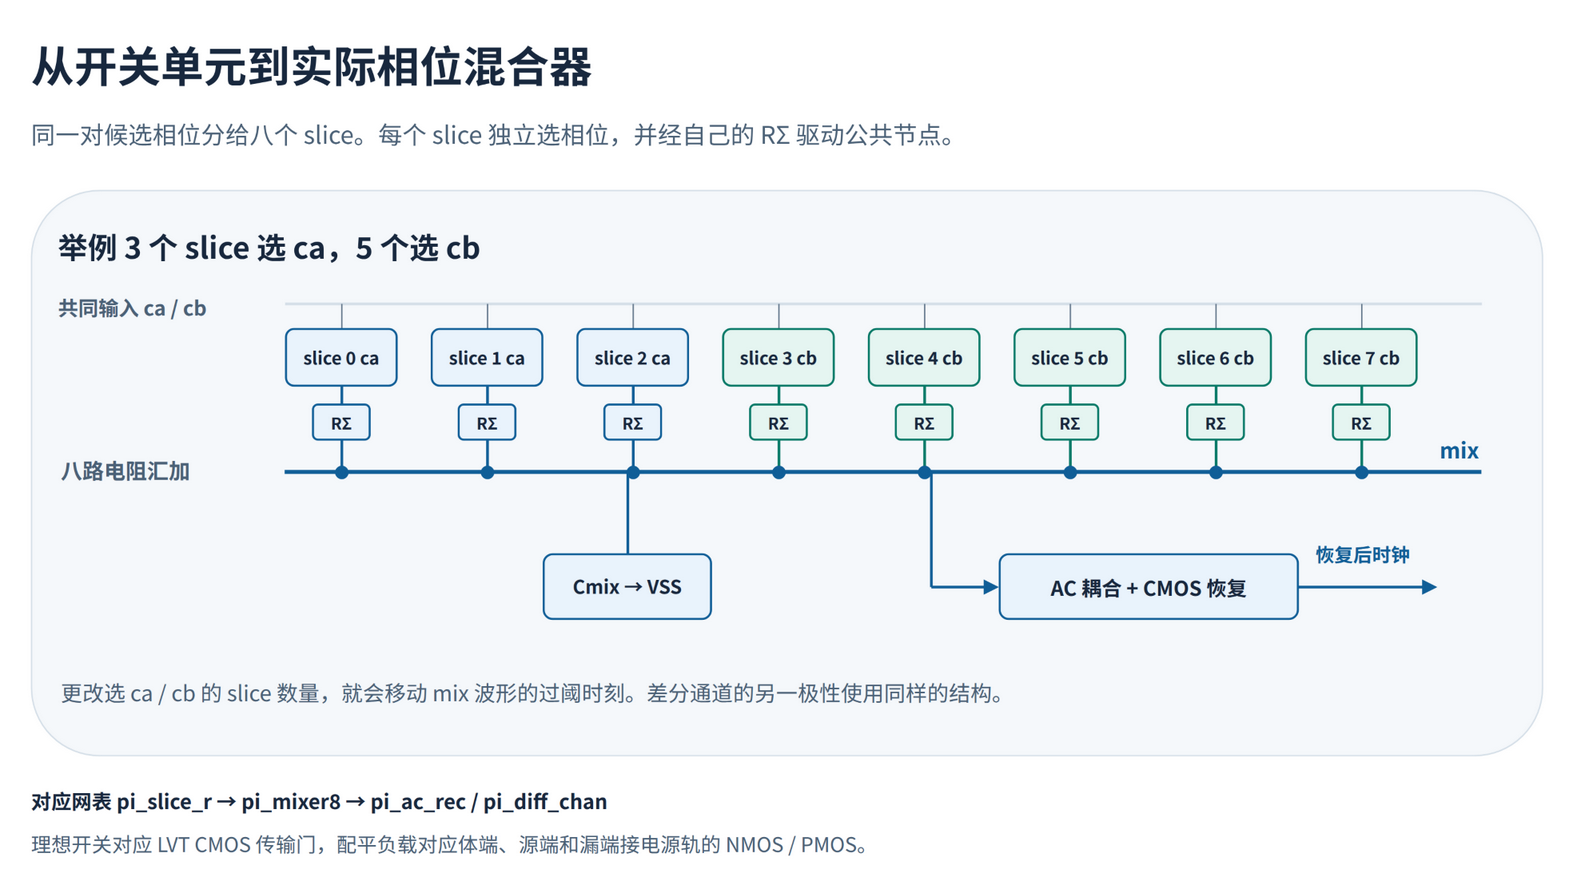 从开关单元到实际相位混合器
同一对候选相位分给八个 slice。每个 slice 独立选相位，并经自己的 RΣ 驱动公共节点。
举例 3 个 slice 选 ca，5 个选 cb
共同输入 ca / cb
slice 0 ca
slice 1 ca
slice 2 ca
slice 3 cb
slice 4 cb
slice 5 cb
slice 6 cb
slice 7 cb
RΣ
RΣ
RΣ
RΣ
RΣ
RΣ
RΣ
RΣ
mix
八路电阻汇加
恢复后时钟
Cmix → VSS
AC 耦合 + CMOS 恢复
更改选 ca / cb 的 slice 数量，就会移动 mix 波形的过阈时刻。差分通道的另一极性使用同样的结构。
对应网表 pi_slice_r → pi_mixer8 → pi_ac_rec / pi_diff_chan
理想开关对应 LVT CMOS 传输门，配平负载对应体端、源端和漏端接电源轨的 NMOS / PMOS。